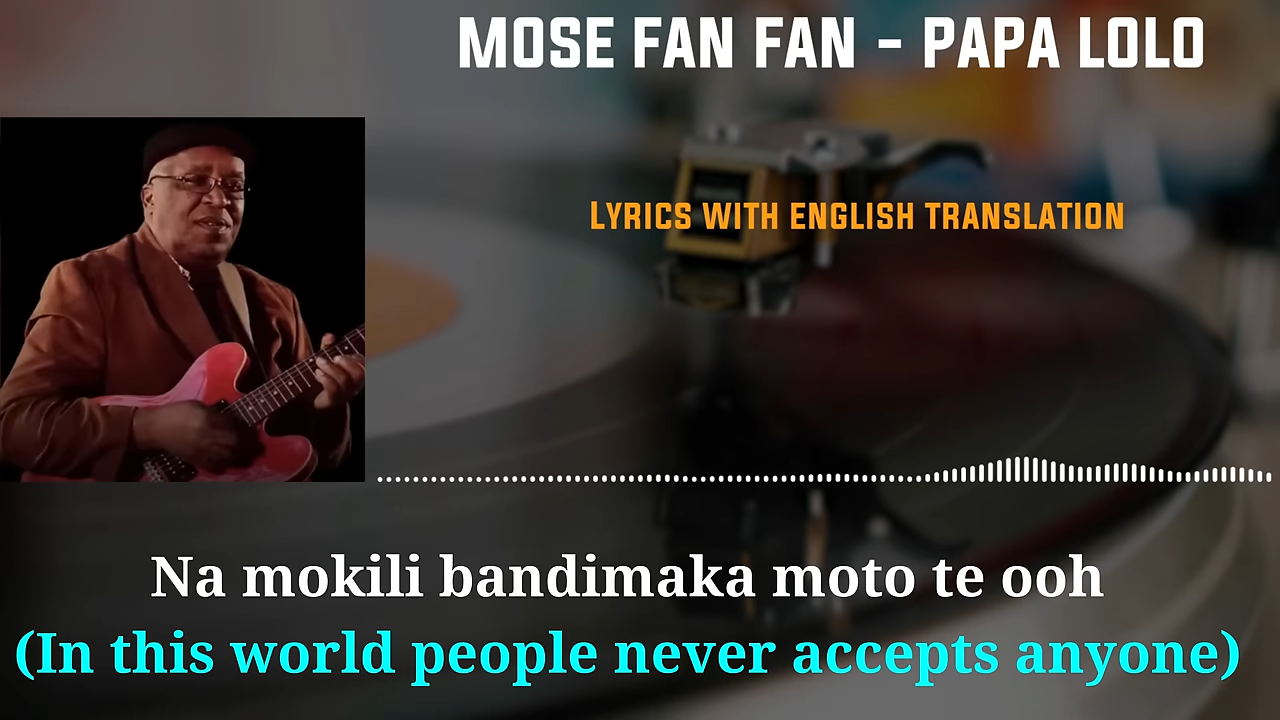 MOSE FAN FAN - PAPA LOLO
LYRICS WITH ENGLISH TRANSLATION
Na mokili bandimaka moto te ooh
(In this world people never accepts anyone)